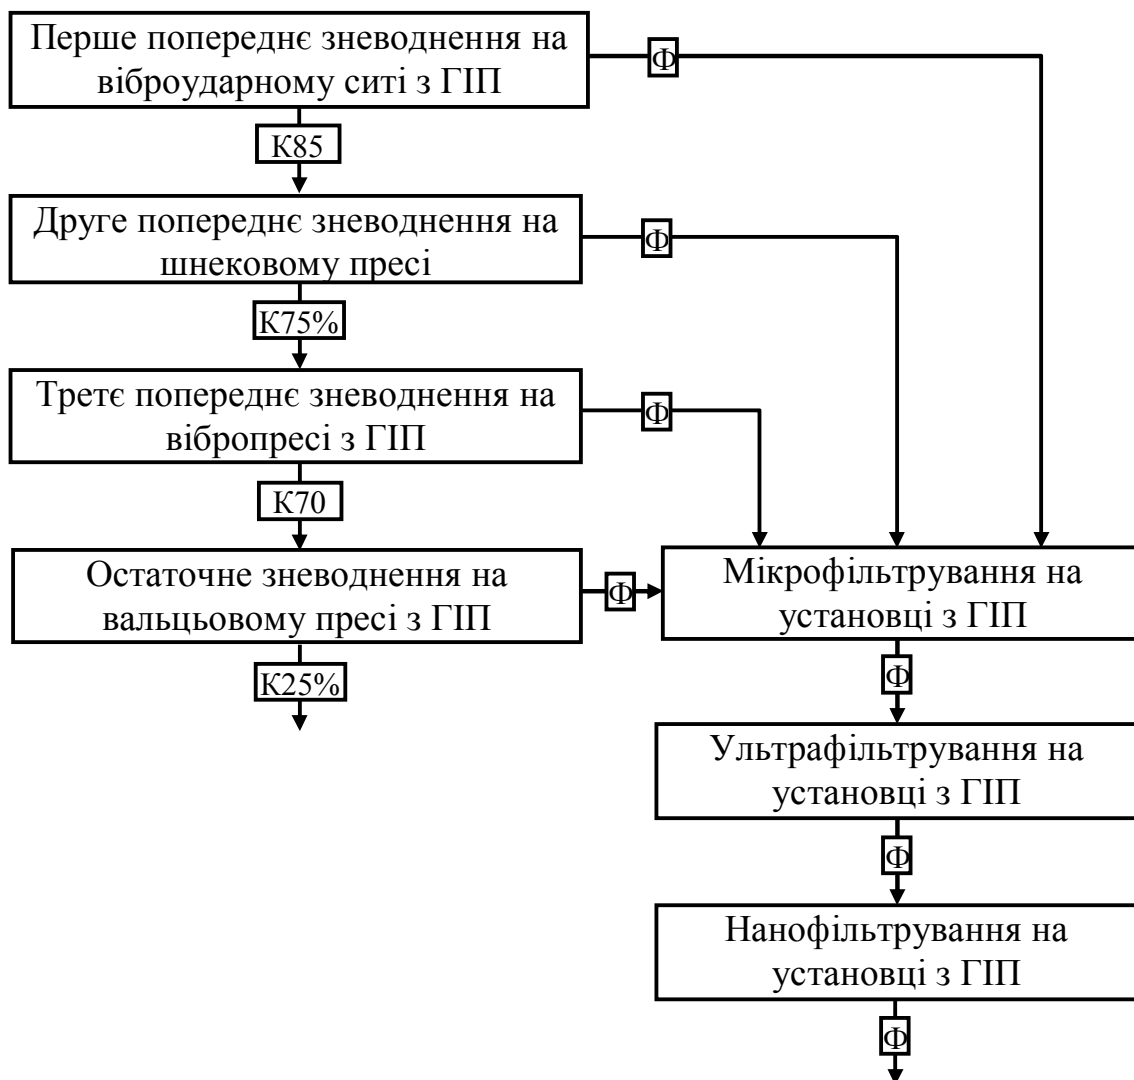 Перше попереднє зневоднення на
віброударному ситі з ГІП
Ф
К85
Друге попереднє зневоднення на
шнековому пресі
Ф
К75%
Третє попереднє зневоднення на
вібропресі з ГІП
Ф
К70
Остаточне зневоднення на
вальцьовому пресі з ГІП
Ф
К25%
Мікрофільтрування на
установці з ГІП
Ф
Ультрафільтрування на
установці з ГІП
Ф
Нанофільтрування на
установці з ГІП
Ф